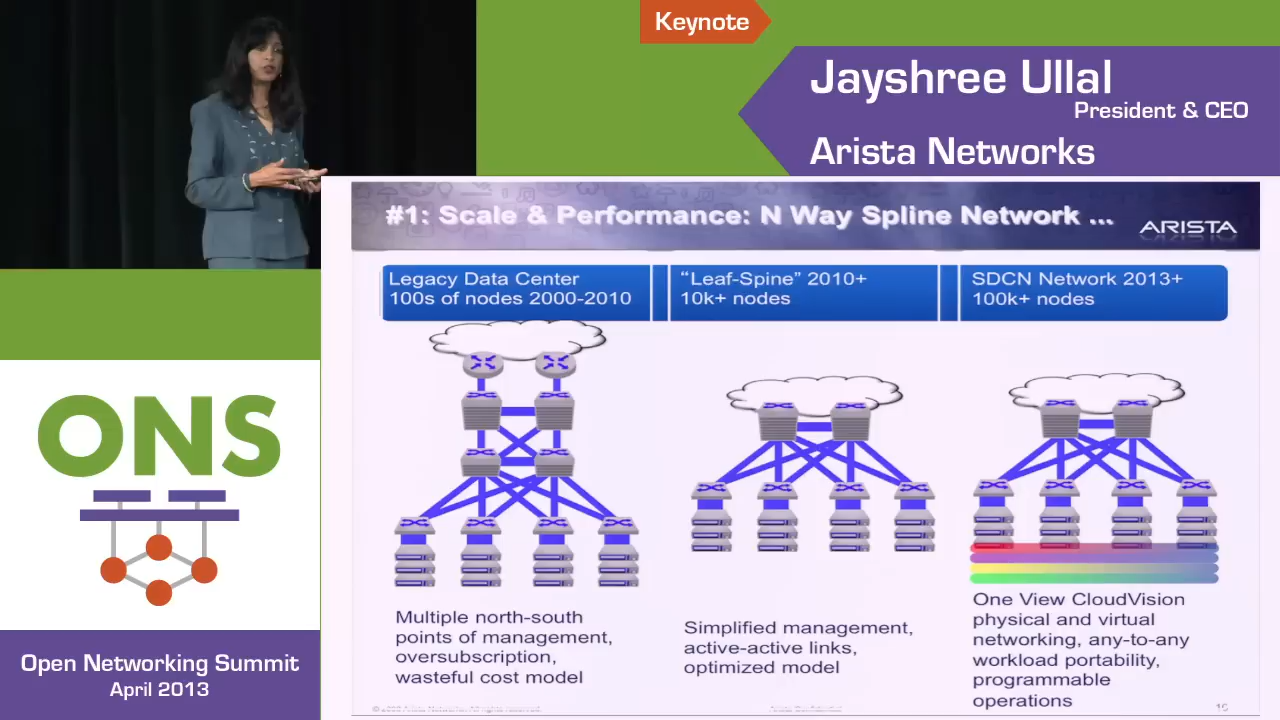 Keynote
Jayshree Ullal
President & CEO
Arista Networks
#1: Scale & Performance: N Way Spline Network ...
ARISTA
Legacy Data Center
100s of nodes 2000-2010
“Leaf-Spine” 2010+
10k+ nodes
SDCN Network 2013+
100k+ nodes
Multiple north-south
points of management,
oversubscription,
wasteful cost model
Simplified management,
active-active links,
optimized model
One View CloudVision
physical and virtual
networking, any-to-any
workload portability,
programmable
operations
ONS
Open Networking Summit
April 2013